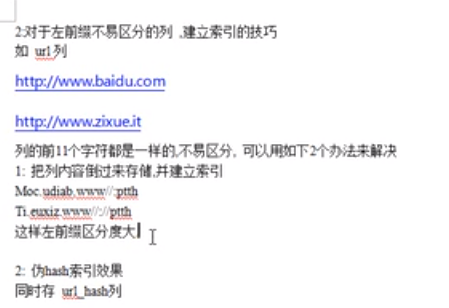 2:对于左前缀不易区分的列 ,建立索引的技巧
如 url列
http://www.baidu.com
http://www.zixue.it
列的前11个字符都是一样的,不易区分, 可以用如下2个办法来解决
1: 把列内容倒过来存储,并建立索引
Moc.udiab.www//:ptth
Ti.euxiz.www//://ptth
这样左前缀区分度大
2: 伪hash索引效果
同时存 url_hash列